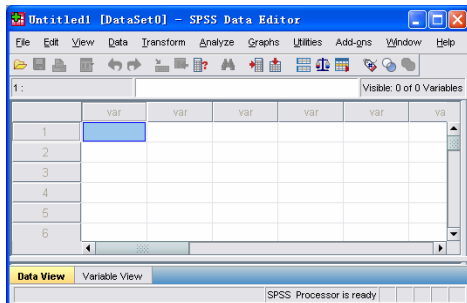 Untitled1 [DataSet0] - SPSS Data Editor
File Edit View Data Transform Analyze Graphs Utilities Add-ons Window Help
1 : Visible: 0 of 0 Variables
var var var var var va
1
2
3
4
5
6
Data View Variable View
SPSS Processor is ready